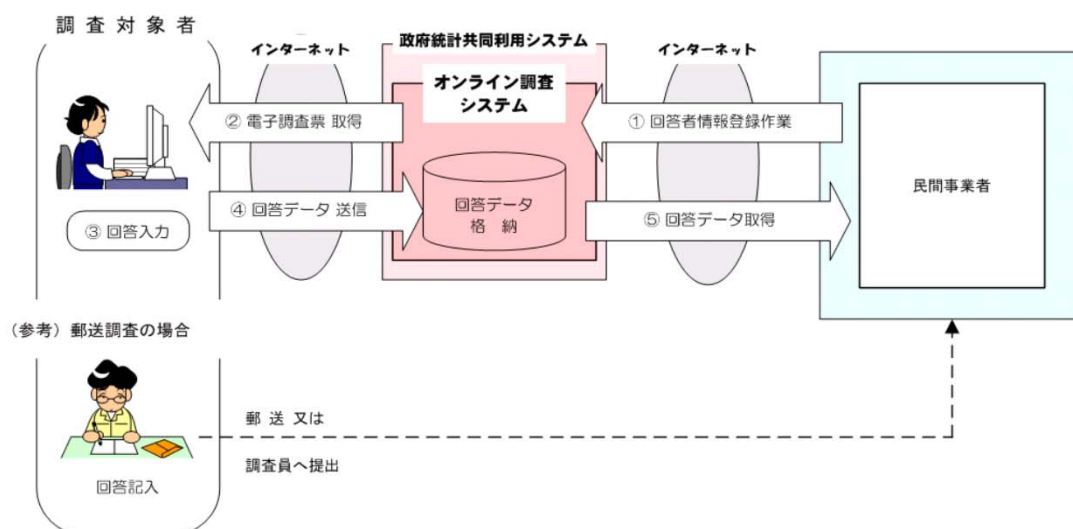 調 査 対 象 者
インターネット
政府統計共同利用システム
インターネット
オンライン調査
システム
② 電子調査票 取得
① 回答者情報登録作業
民間事業者
③ 回答入力
④ 回答データ 送信
回答データ
格 納
⑤ 回答データ取得
（参考）郵送調査の場合
郵 送 又は
調査員へ提出
回答記入